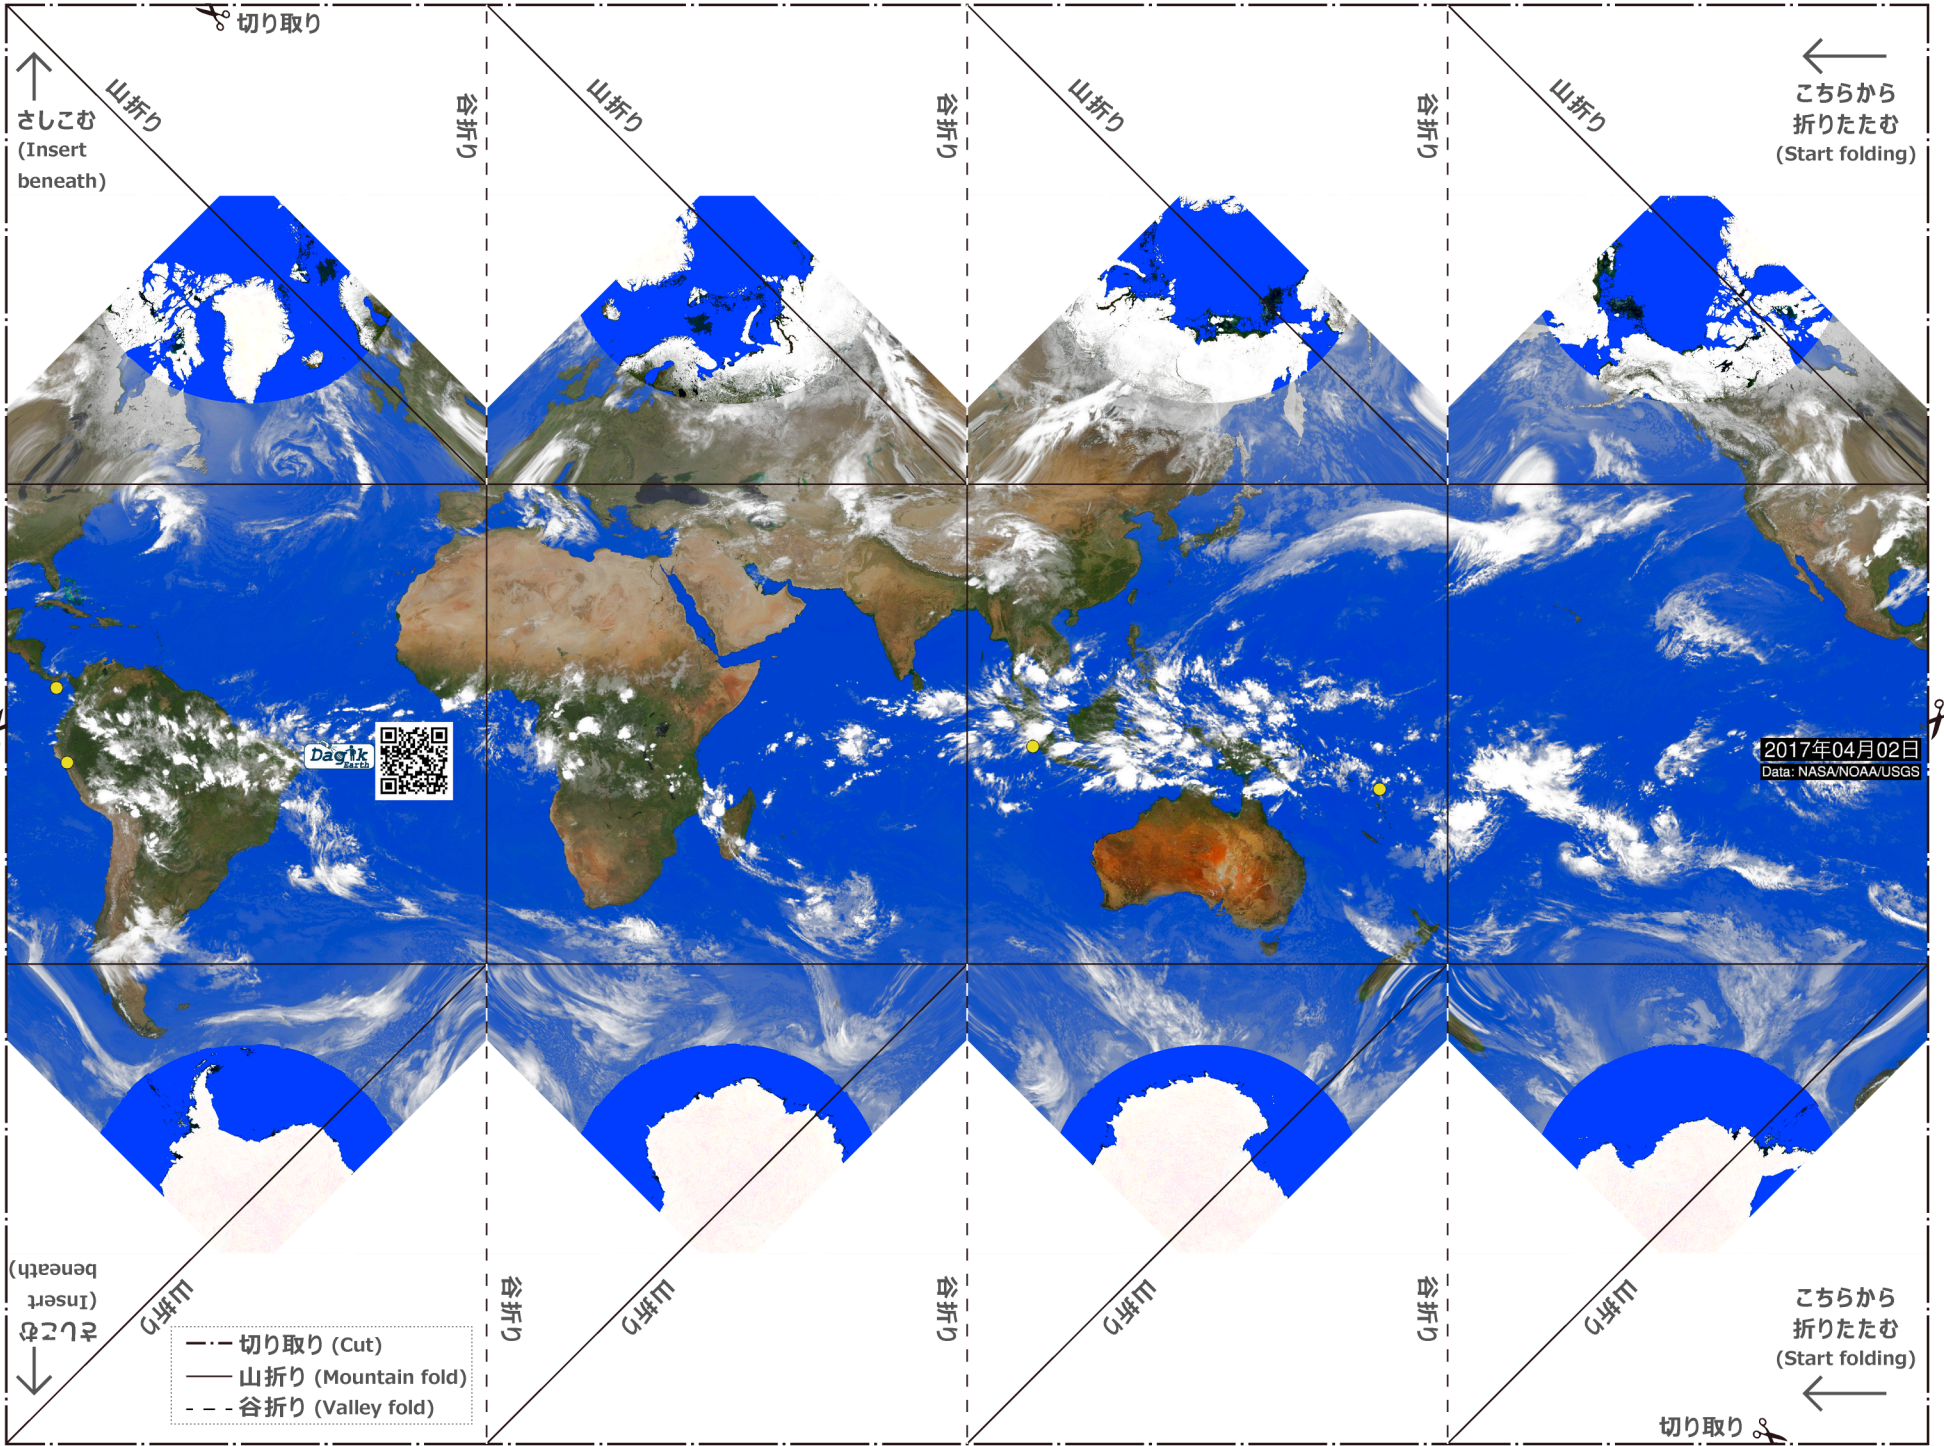 切り取り
山折り
谷折り
山折り
谷折り
山折り
谷折り
山折り
こちらから
折りたたむ
(Start folding)
さしこむ
(Insert
beneath)
Dagik
Earth
2017年04月02日
Data: NASA/NOAA/USGS
さしこむ
(Insert
beneath)
山折り
谷折り
山折り
谷折り
山折り
谷折り
山折り
こちらから
折りたたむ
(Start folding)
切り取り (Cut)
山折り (Mountain fold)
谷折り (Valley fold)
切り取り